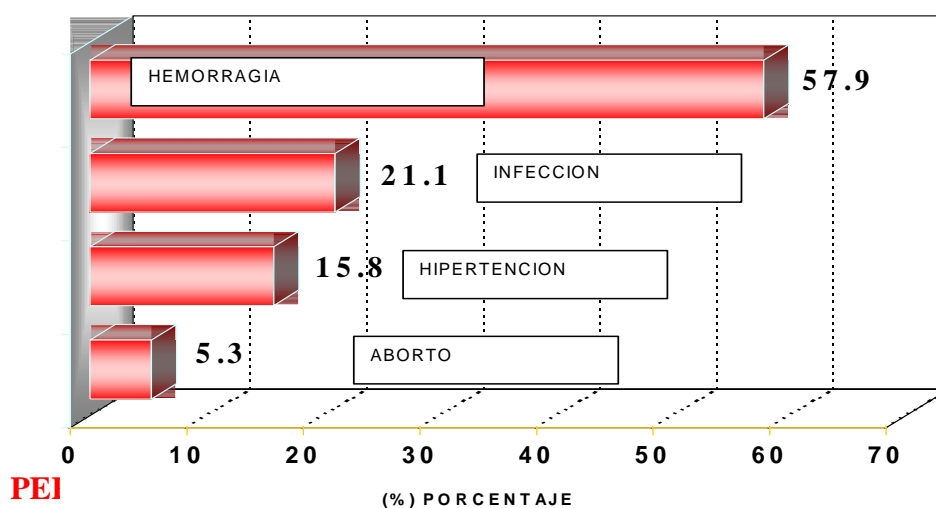 HEMORRAGIA
57.9
21.1
INFECCION
15.8
HIPERTENCION
5.3
ABORTO
0 10 20 30 40 50 60 70
(%) PORCENTAJE